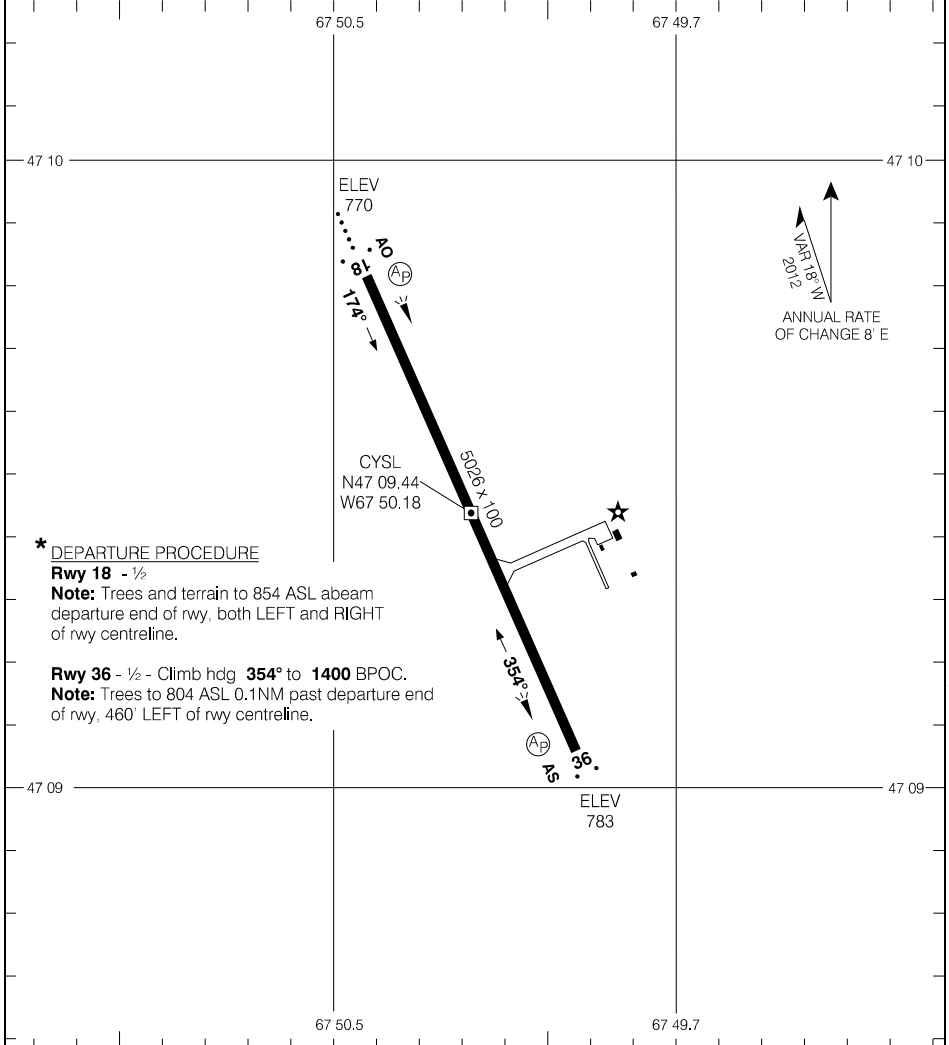 67 50.5 67 49.7
47 10 47 10
ELEV
770
AO
18
AP
174°
VAR 18° W
2012
ANNUAL RATE
OF CHANGE 8' E
CYSL
N47 09.44
W67 50.18
5026 x 100
* DEPARTURE PROCEDURE
Rwy 18 - ½
Note: Trees and terrain to 854 ASL abeam
departure end of rwy, both LEFT and RIGHT
of rwy centreline.
Rwy 36 - ½ - Climb hdg 354° to 1400 BPOC.
Note: Trees to 804 ASL 0.1NM past departure end
of rwy, 460' LEFT of rwy centreline.
354°
AP
AS
36
47 09 47 09
ELEV
783
67 50.5 67 49.7